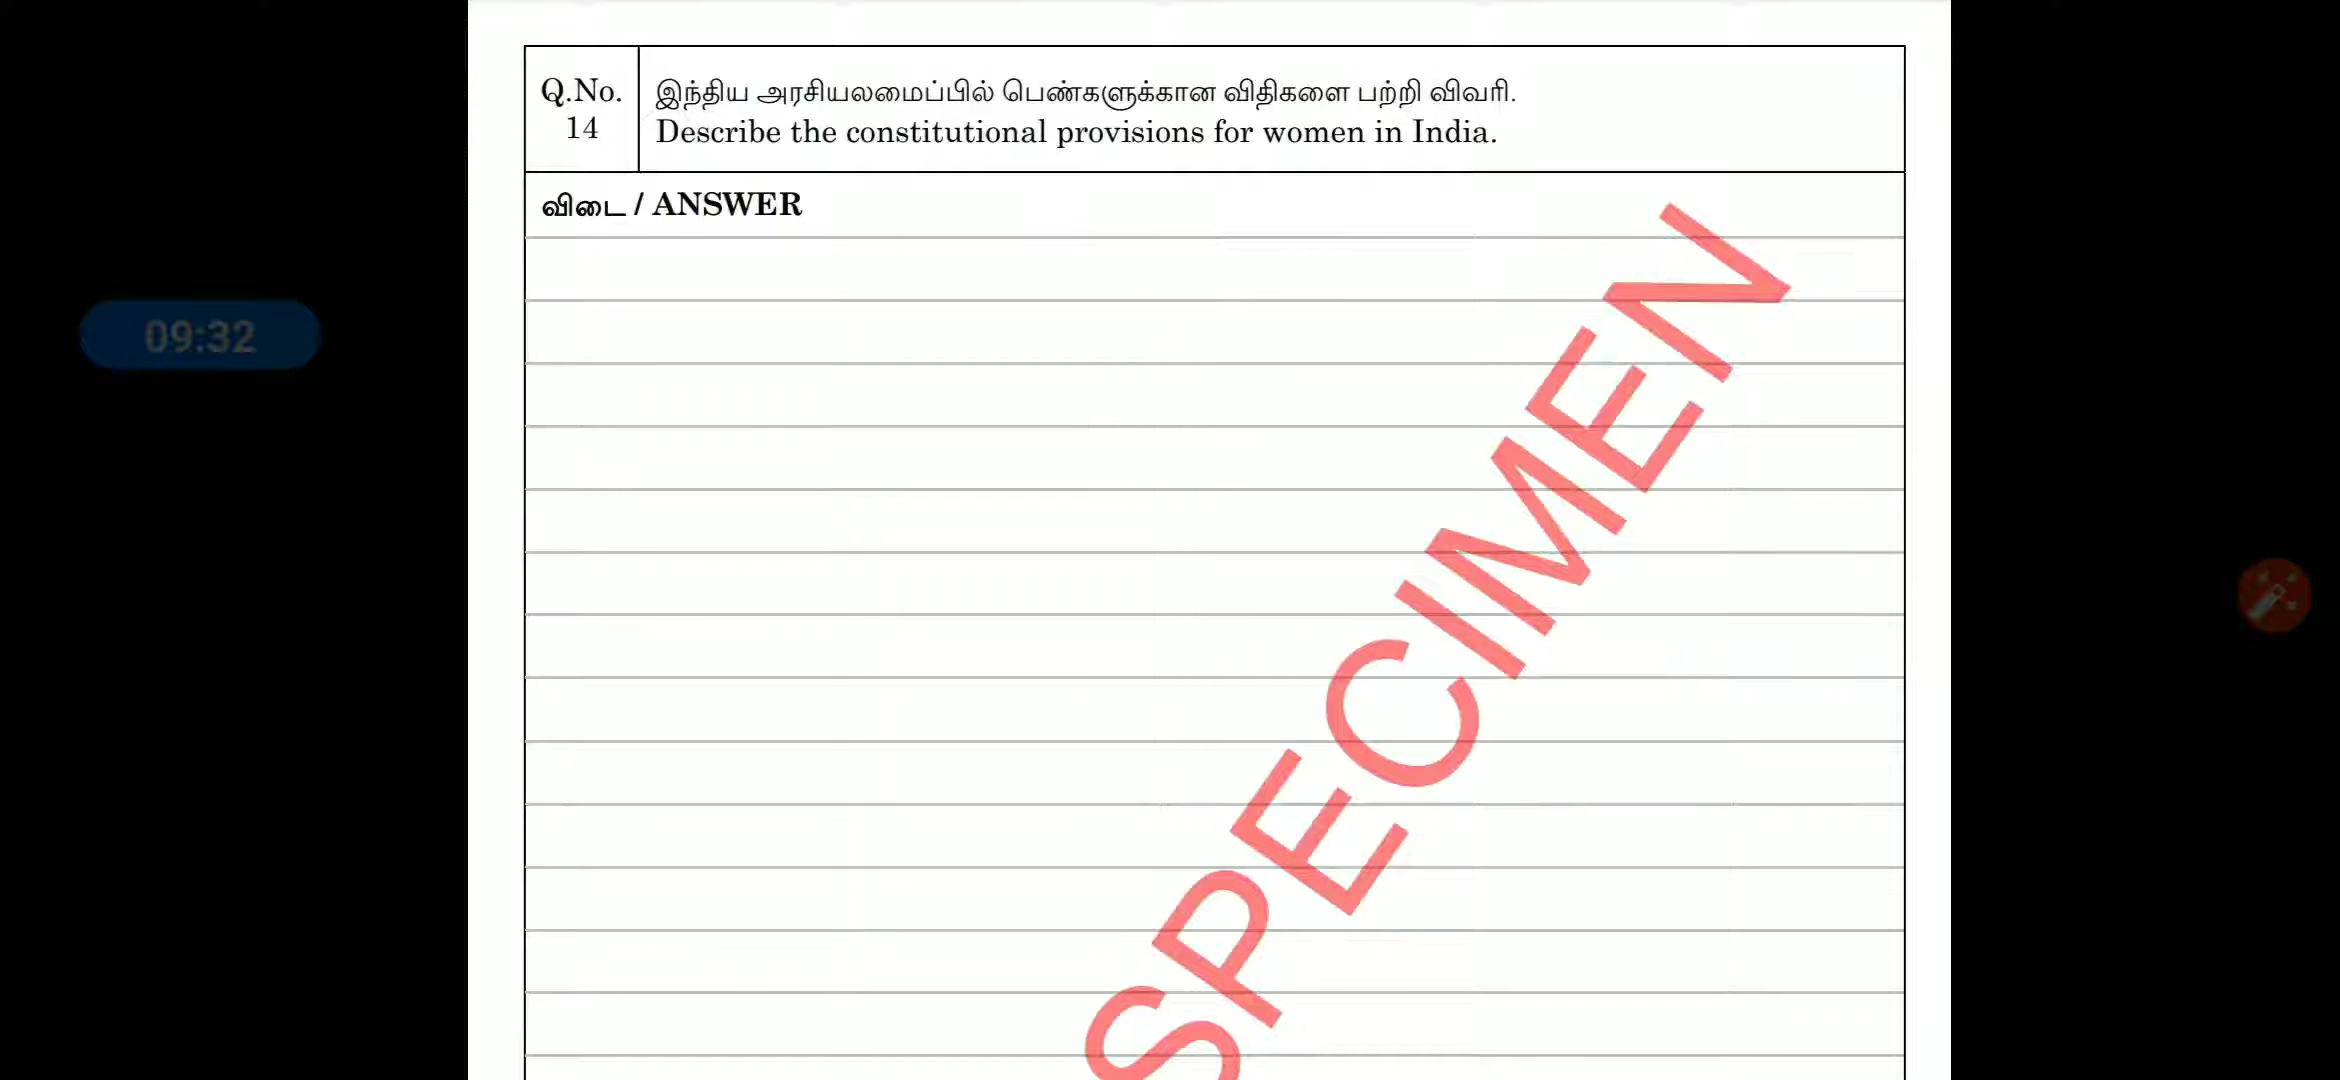 Q.No.
14
இந்திய அரசியலமைப்பில் பெண்களுக்கான விதிகளை பற்றி விவரி.
Describe the constitutional provisions for women in India.
விடை / ANSWER
09:32
SPECIMEN